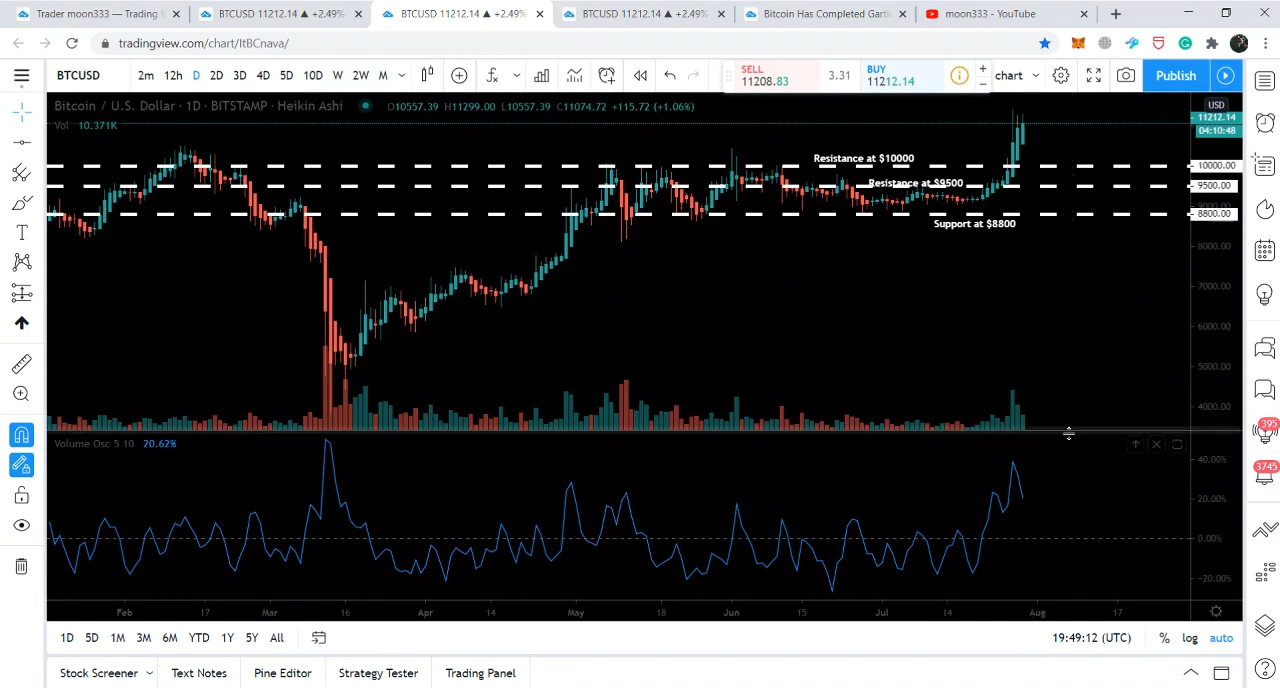 Trader moon333 — Trading I
BTCUSD 11212.14 ▲ +2.49%
BTCUSD 11212.14 ▲ +2.49%
BTCUSD 11212.14 ▲ +2.49%
Bitcoin Has Completed Gartl
moon333 - YouTube
tradingview.com/chart/ItBCnava/
BTCUSD 2m 12h D 2D 3D 4D 5D 10D W 2W M
SELL
11208.83
3.31
BUY
11212.14
chart
Publish
Bitcoin / U.S. Dollar · 1D · BITSTAMP · Heikin Ashi
O10557.39 H11299.00 L10557.39 C11074.72 +115.72 (+1.06%)
Vol 10.371K
USD
11212.14
04:10:48
Resistance at $10000
10000.00
Resistance at $9500
9500.00
9000.00
8800.00
Support at $8800
8000.00
7000.00
6000.00
5000.00
4000.00
395
Volume Osc 5 10 20.62%
40.00%
3745
20.00%
0.00%
-20.00%
Feb 17 Mar 16 Apr 14 May 18 Jun 15 Jul 14 Aug 17
1D 5D 1M 3M 6M YTD 1Y 5Y All
19:49:12 (UTC) % log auto
Stock Screener Text Notes Pine Editor Strategy Tester Trading Panel